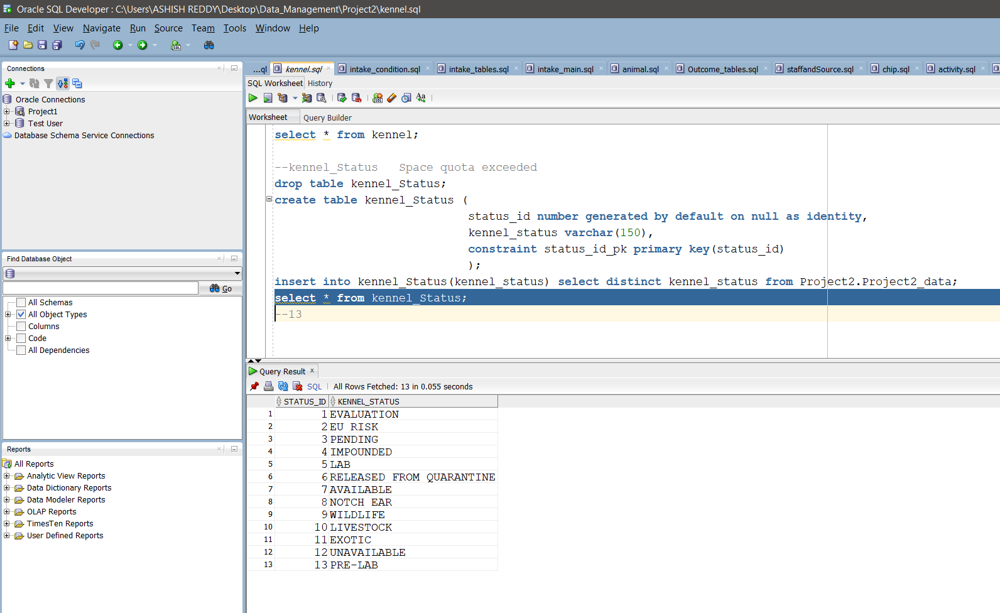 Oracle SQL Developer : C:\Users\ASHISH REDDY\Desktop\Data_Management\Project2\kennel.sql
File Edit View Navigate Run Source Team Tools Window Help
Connections
Oracle Connections
Project1
Test User
Database Schema Service Connections
Find Database Object
Go
All Schemas
All Object Types
Columns
Code
All Dependencies
Reports
All Reports
Analytic View Reports
Data Dictionary Reports
Data Modeler Reports
OLAP Reports
TimesTen Reports
User Defined Reports
...ql kennel.sql intake_condition.sql intake_tables.sql intake_main.sql animal.sql Outcome_tables.sql staffandSource.sql chip.sql activity.sql
SQL Worksheet History
Worksheet Query Builder
select * from kennel;
--kennel_Status   Space quota exceeded
drop table kennel_Status;
create table kennel_Status (
status_id number generated by default on null as identity,
kennel_status varchar(150),
constraint status_id_pk primary key(status_id)
);
insert into kennel_Status(kennel_status) select distinct kennel_status from Project2.Project2_data;
select * from kennel_Status;
--13
Query Result
SQL All Rows Fetched: 13 in 0.055 seconds
STATUS_ID KENNEL_STATUS
1 1 EVALUATION
2 2 EU RISK
3 3 PENDING
4 4 IMPOUNDED
5 5 LAB
6 6 RELEASED FROM QUARANTINE
7 7 AVAILABLE
8 8 NOTCH EAR
9 9 WILDLIFE
10 10 LIVESTOCK
11 11 EXOTIC
12 12 UNAVAILABLE
13 13 PRE-LAB